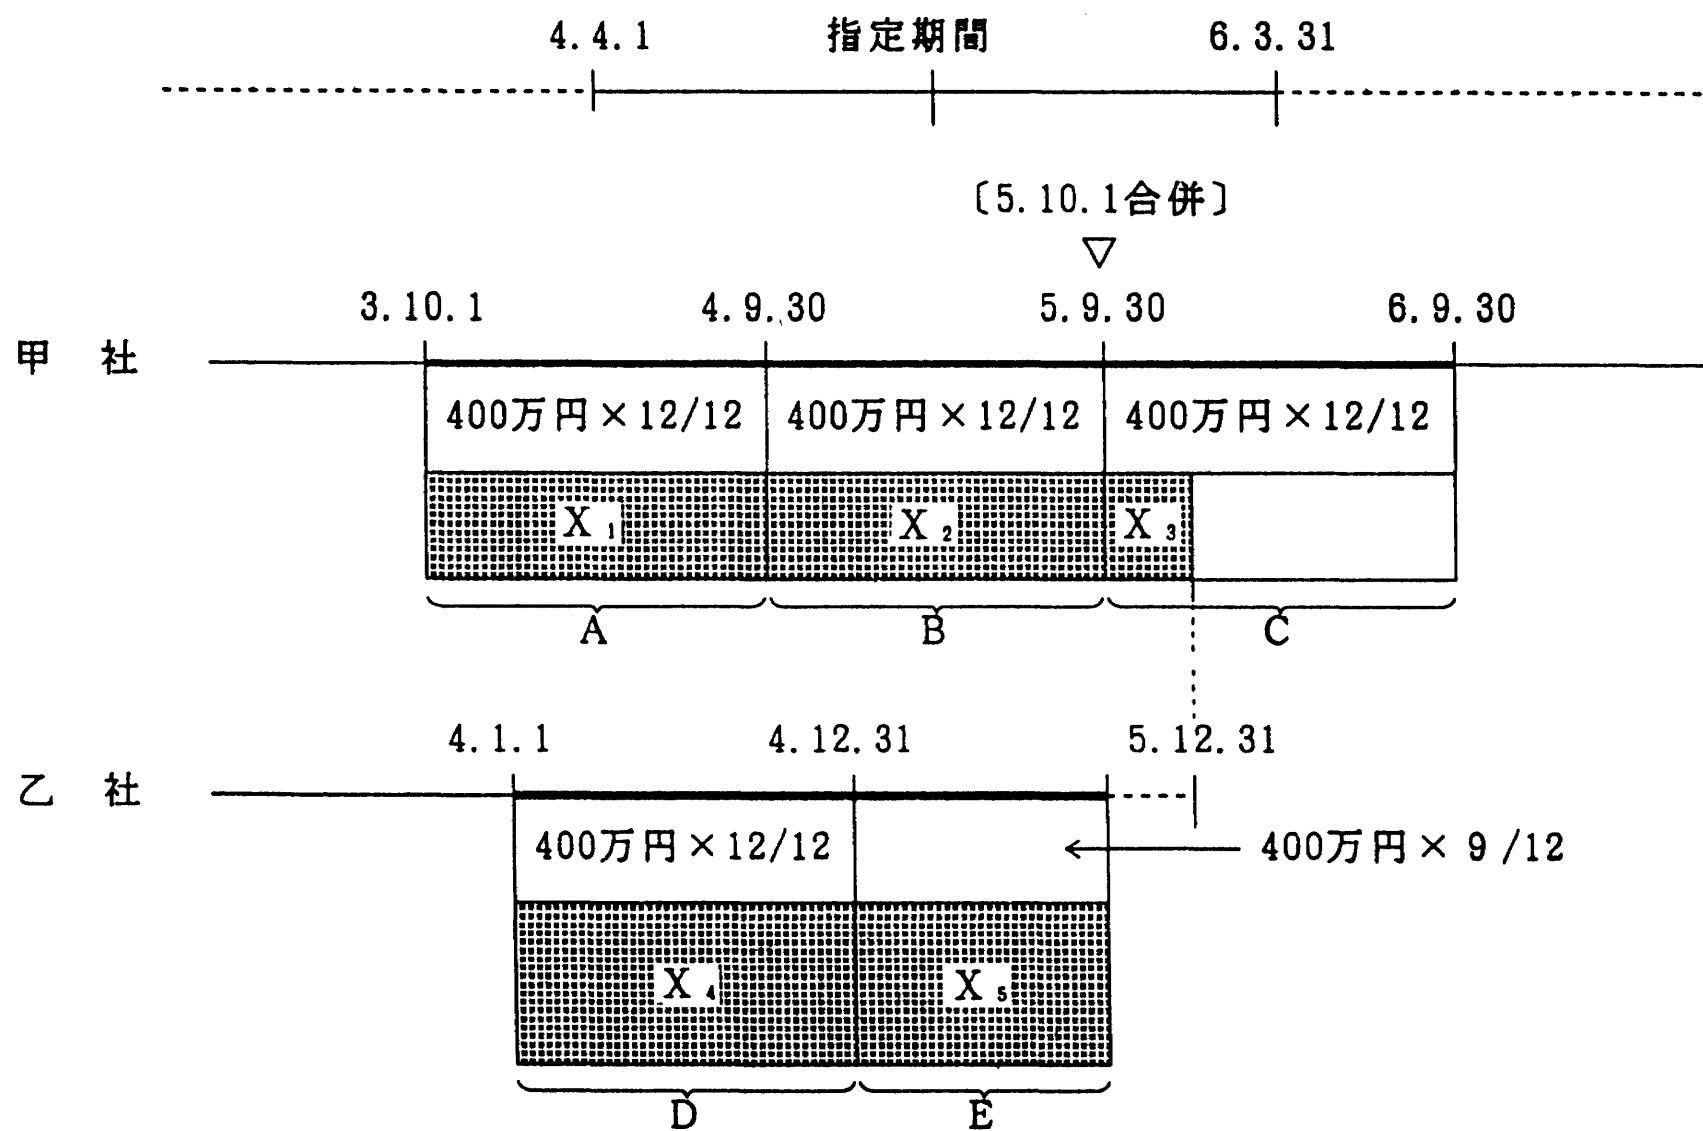 4.4.1 指定期間 6.3.31
〔5.10.1合併〕
3.10.1 4.9.30 5.9.30 6.9.30
甲 社
400万円×12/12 400万円×12/12 400万円×12/12
X₁ X₂ X₃
A B C
4.1.1 4.12.31 5.12.31
乙 社
400万円×12/12 400万円×9/12
X₄ X₅
D E